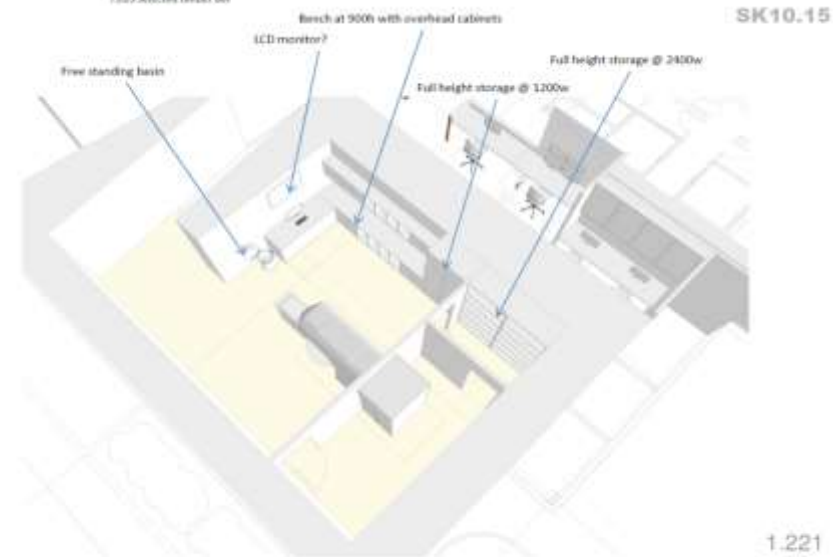 SK10.15
Bench at 900h with overhead cabinets
LCD monitor?
Full height storage @ 2400w
Free standing basin
Full height storage @ 1200w
1.221